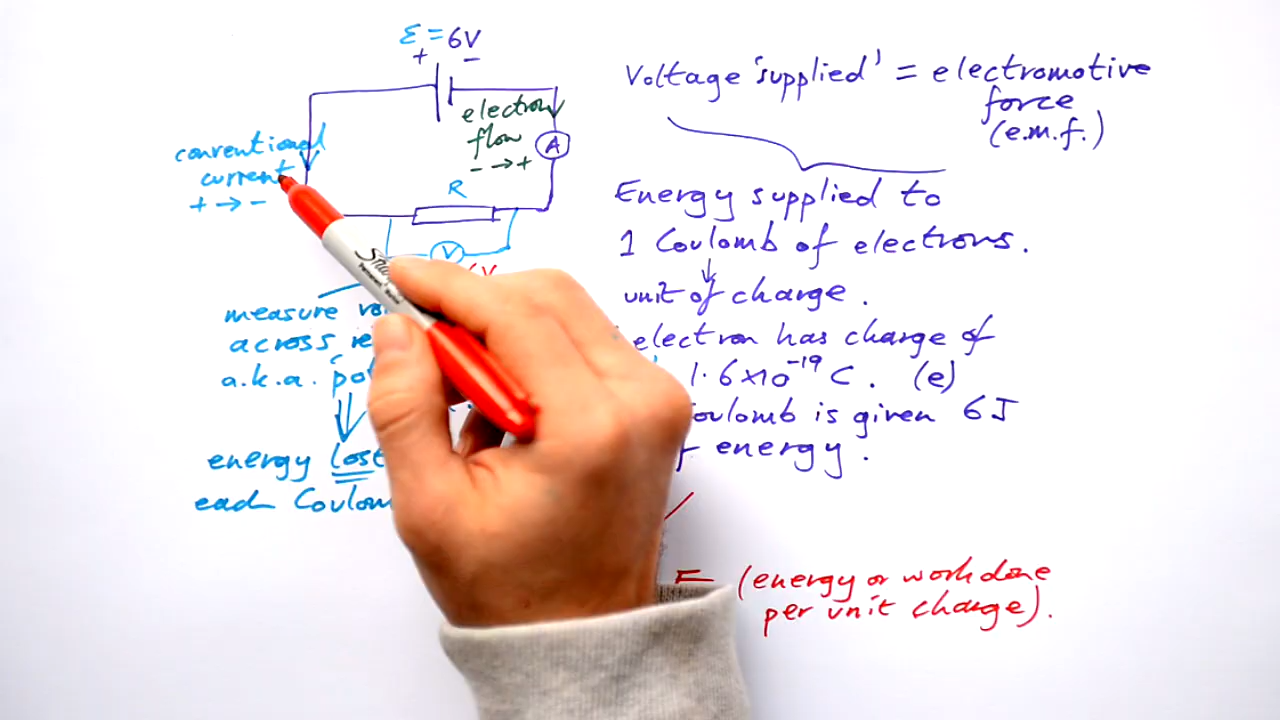 ε = 6V
+ −
electron
flow
− → +
A
conventional
current
+ → −
R
V
6V
measure
across
a.k.a.
energy lost
each
Voltage 'supplied' = electromotive
force
(e.m.f.)
Energy supplied to
1 Coulomb of electrons.
unit of charge.
electron has charge of
1.6×10⁻¹⁹ C. (e)
Coulomb is given 6J
of energy.
E (energy or work done
per unit charge).